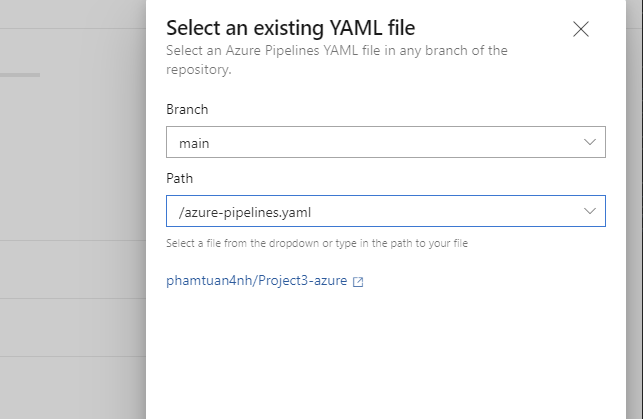 Select an existing YAML file
Select an Azure Pipelines YAML file in any branch of the
repository.
Branch
main
Path
/azure-pipelines.yaml
Select a file from the dropdown or type in the path to your file
phamtuan4nh/Project3-azure